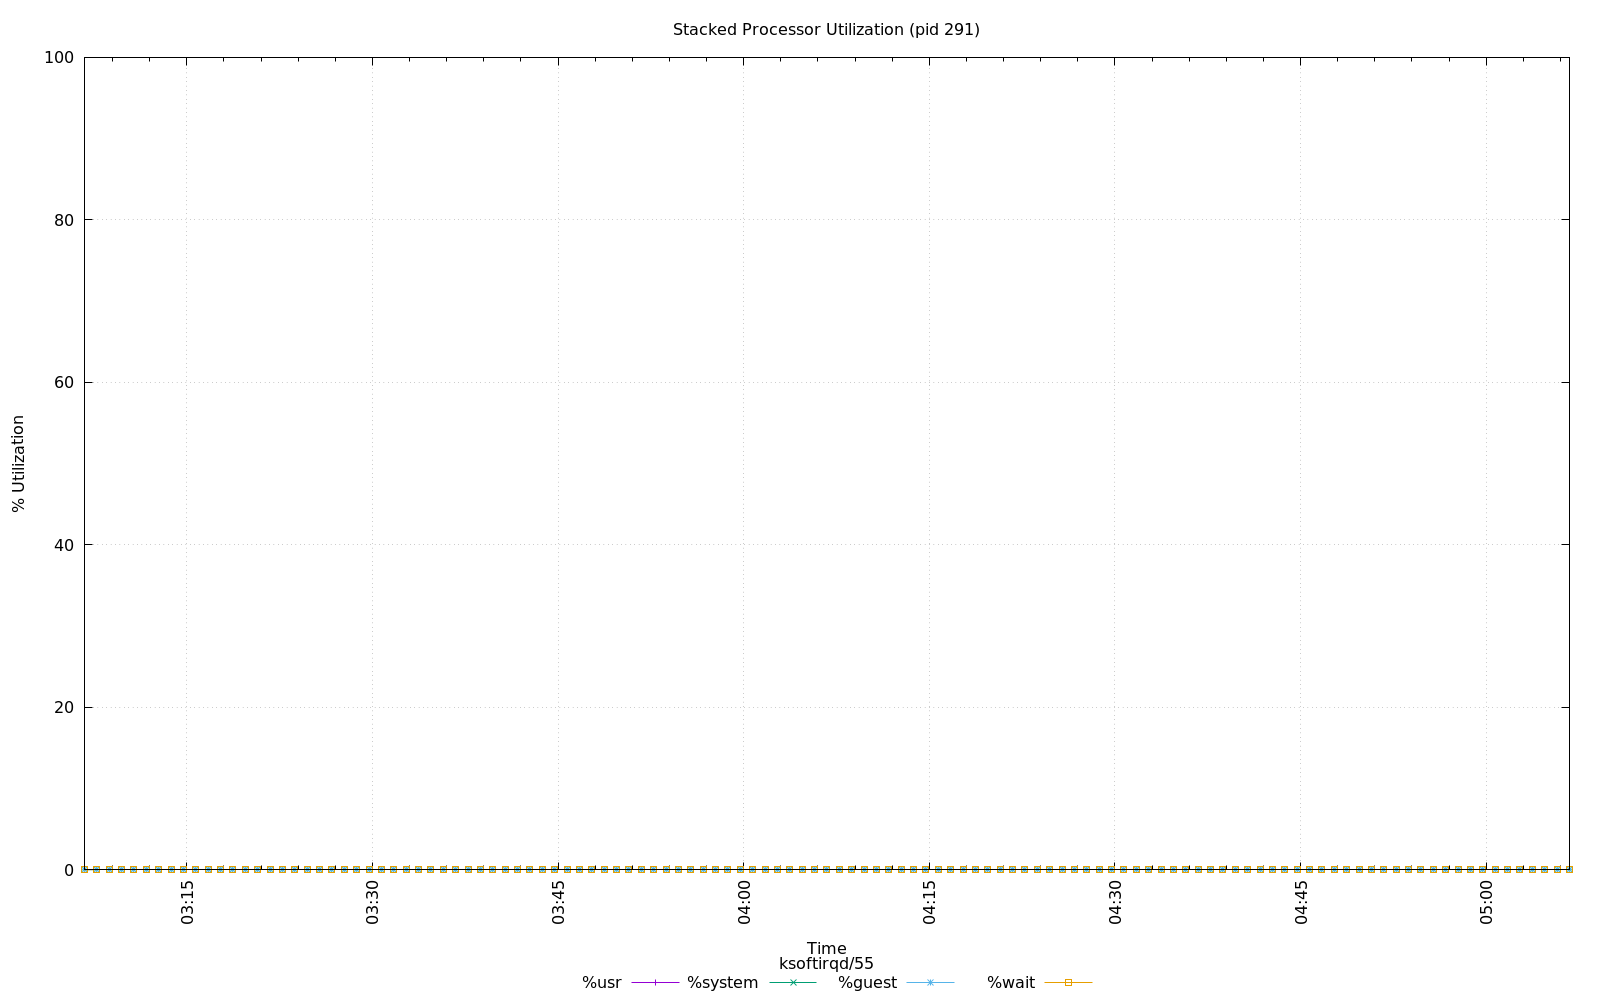 Stacked Processor Utilization (pid 291)
100
80
60
40
20
0
% Utilization
03:15
03:30
03:45
04:00
04:15
04:30
04:45
05:00
Time
ksoftirqd/55
%usr %system %guest %wait